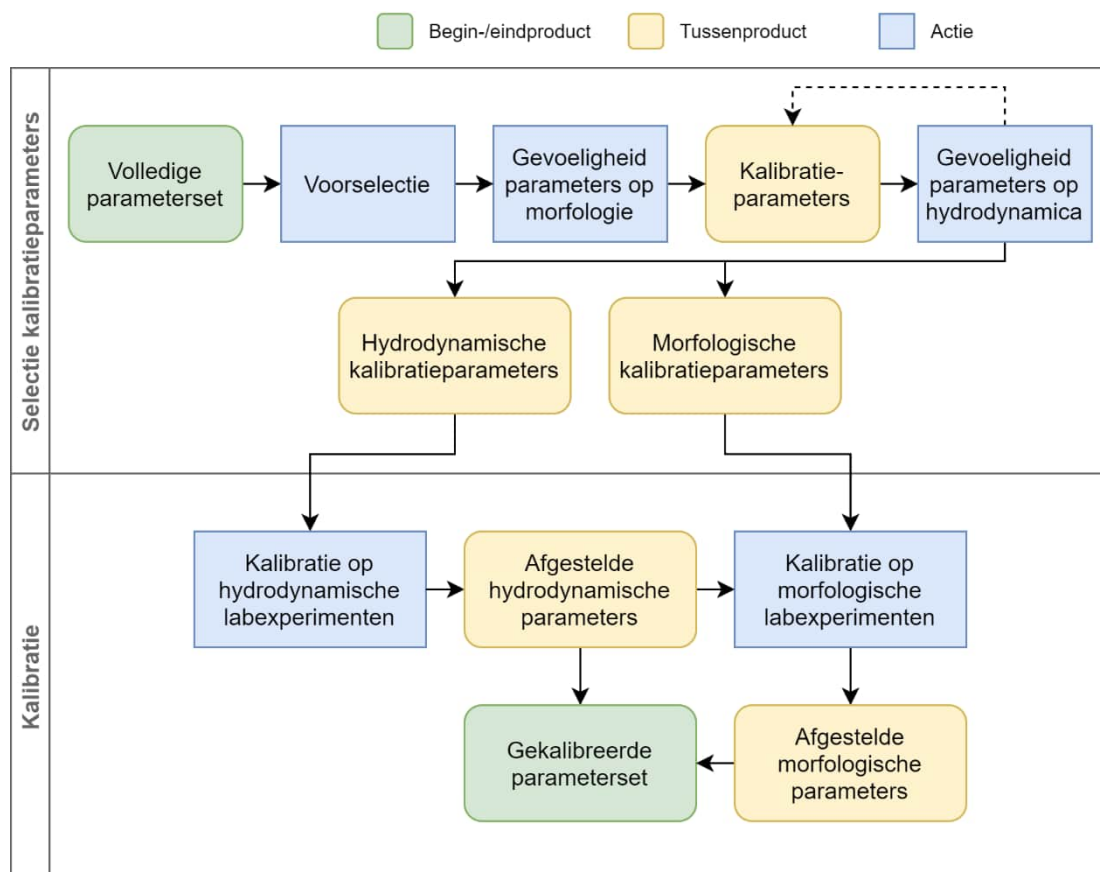 Begin-/eindproduct
Tussenproduct
Actie
Selectie kalibratieparameters
Volledige
parameterset
Voorselectie
Gevoeligheid
parameters op
morfologie
Kalibratie-
parameters
Gevoeligheid
parameters op
hydrodynamica
Hydrodynamische
kalibratieparameters
Morfologische
kalibratieparameters
Kalibratie
Kalibratie op
hydrodynamische
labexperimenten
Afgestelde
hydrodynamische
parameters
Kalibratie op
morfologische
labexperimenten
Gekalibreerde
parameterset
Afgestelde
morfologische
parameters